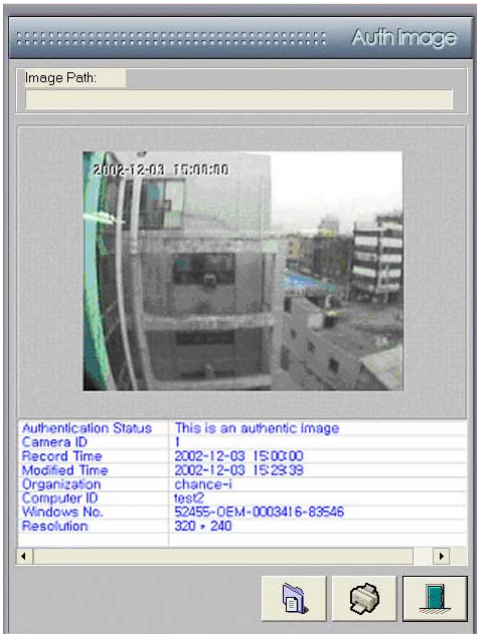 Auth Image
Image Path:
2002-12-03 15:00:00
Authentication Status This is an authentic image
Camera ID 1
Record Time 2002-12-03 15:00:00
Modified Time 2002-12-03 15:29:39
Organization chance-i
Computer ID test2
Windows No. 52455-OEM-0003416-83546
Resolution 320 * 240